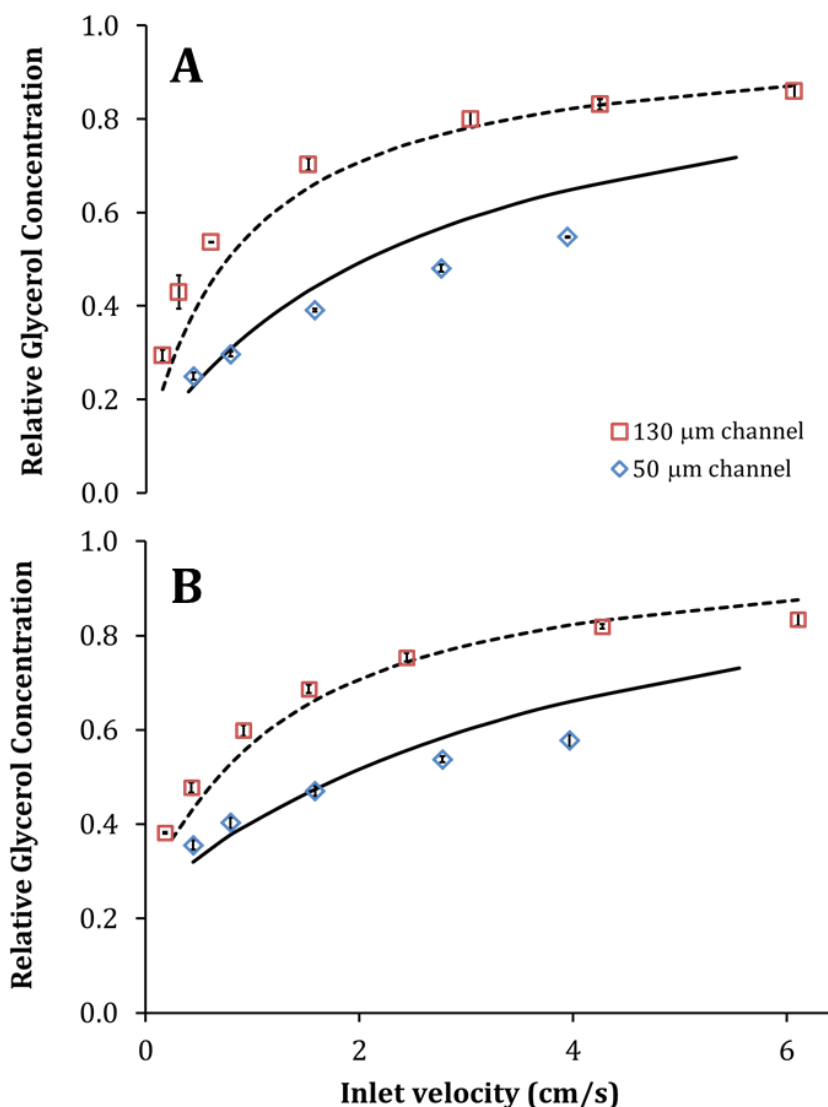 1.0
A
0.8
0.6
0.4
0.2
0.0
Relative Glycerol Concentration
130 µm channel
50 µm channel
1.0
B
0.8
0.6
0.4
0.2
0.0
Relative Glycerol Concentration
0 2 4 6
Inlet velocity (cm/s)